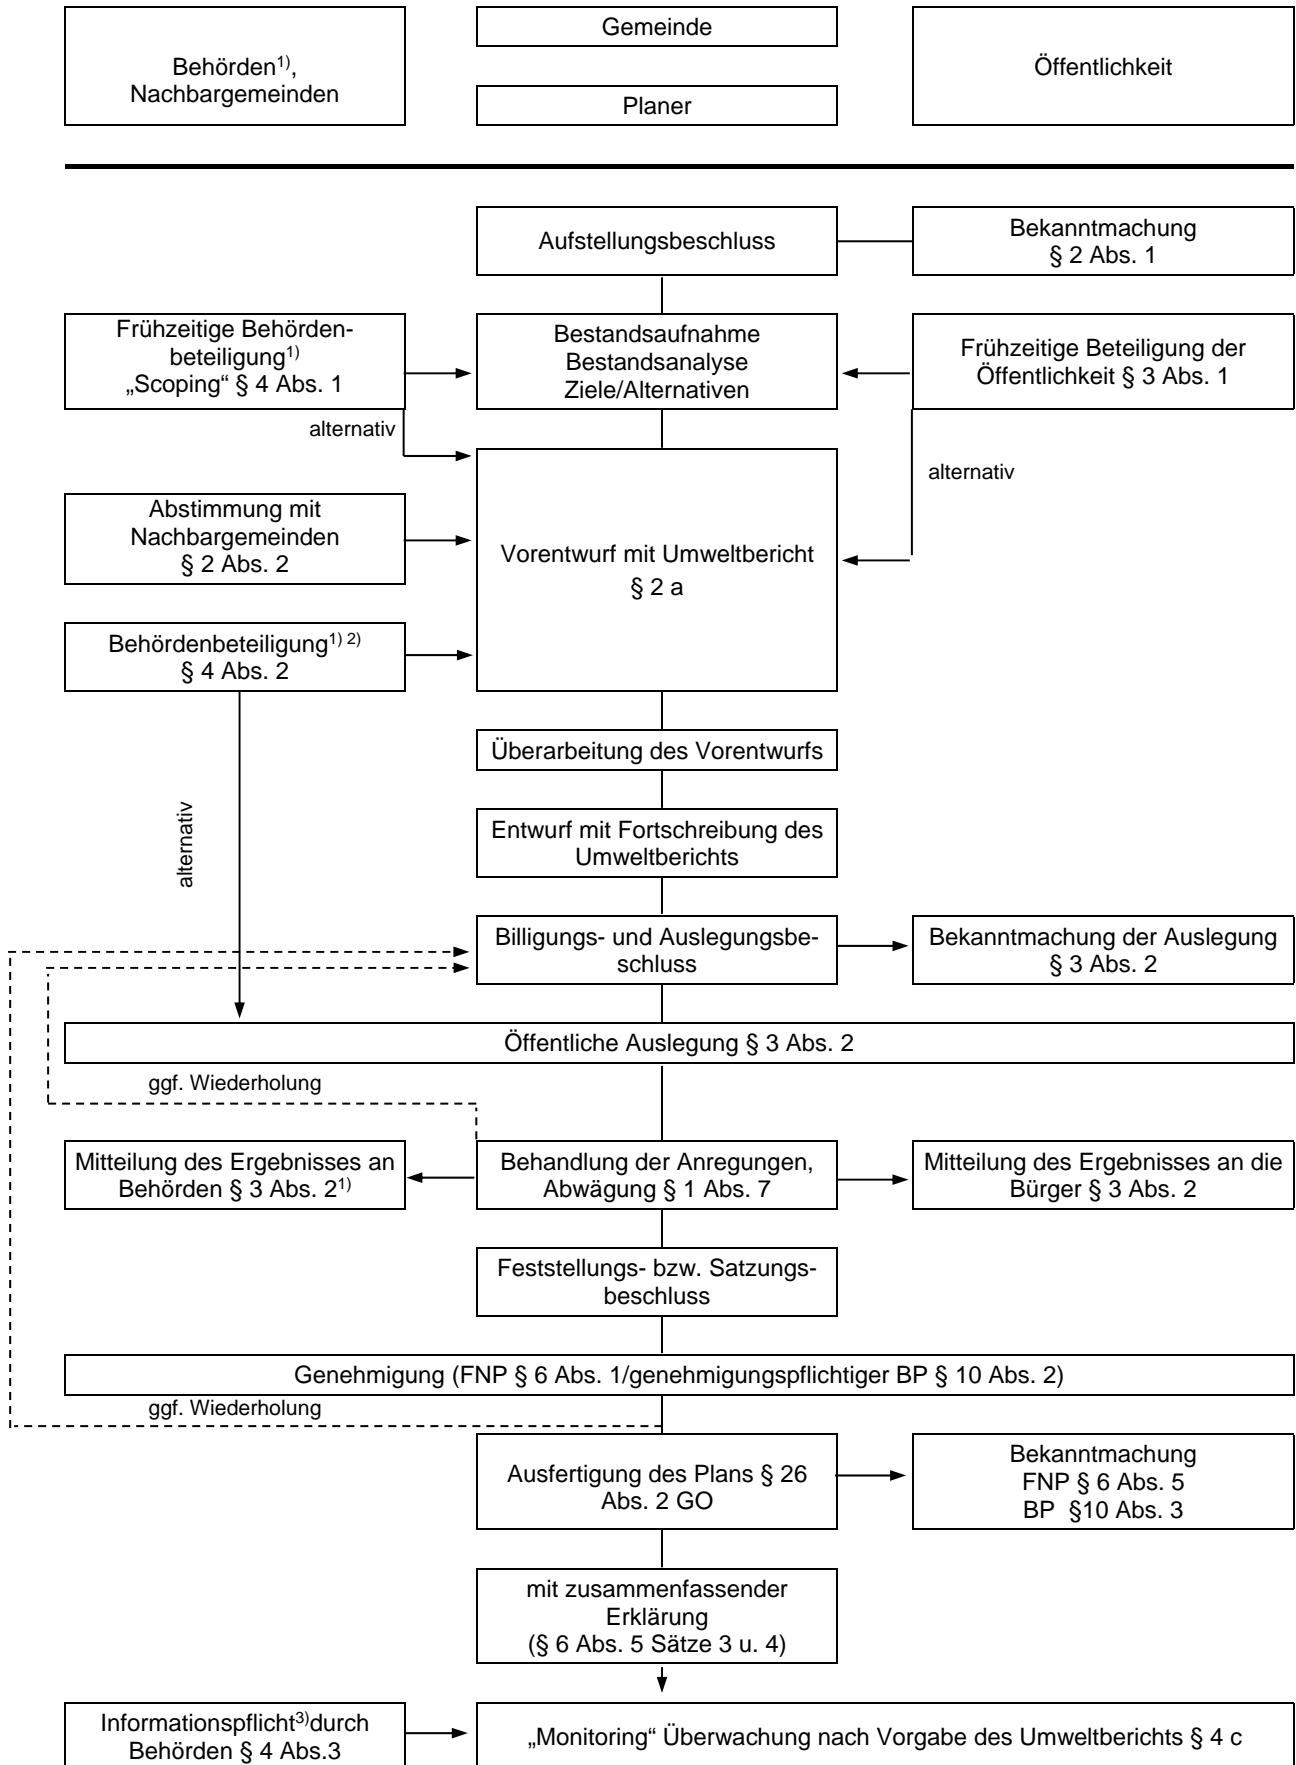 Gemeinde
Behörden1),
Nachbargemeinden
Öffentlichkeit
Planer
Aufstellungsbeschluss
Bekanntmachung
§ 2 Abs. 1
Frühzeitige Behörden-
beteiligung1)
„Scoping“ § 4 Abs. 1
Bestandsaufnahme
Bestandsanalyse
Ziele/Alternativen
Frühzeitige Beteiligung der
Öffentlichkeit § 3 Abs. 1
alternativ
alternativ
Abstimmung mit
Nachbargemeinden
§ 2 Abs. 2
Vorentwurf mit Umweltbericht
§ 2 a
Behördenbeteiligung1) 2)
§ 4 Abs. 2
Überarbeitung des Vorentwurfs
alternativ
Entwurf mit Fortschreibung des
Umweltberichts
Billigungs- und Auslegungsbe-
schluss
Bekanntmachung der Auslegung
§ 3 Abs. 2
Öffentliche Auslegung § 3 Abs. 2
ggf. Wiederholung
Mitteilung des Ergebnisses an
Behörden § 3 Abs. 21)
Behandlung der Anregungen,
Abwägung § 1 Abs. 7
Mitteilung des Ergebnisses an die
Bürger § 3 Abs. 2
Feststellungs- bzw. Satzungs-
beschluss
Genehmigung (FNP § 6 Abs. 1/genehmigungspflichtiger BP § 10 Abs. 2)
ggf. Wiederholung
Ausfertigung des Plans § 26
Abs. 2 GO
Bekanntmachung
FNP § 6 Abs. 5
BP  §10 Abs. 3
mit zusammenfassender
Erklärung
(§ 6 Abs. 5 Sätze 3 u. 4)
Informationspflicht3)durch
Behörden § 4 Abs.3
„Monitoring“ Überwachung nach Vorgabe des Umweltberichts § 4 c